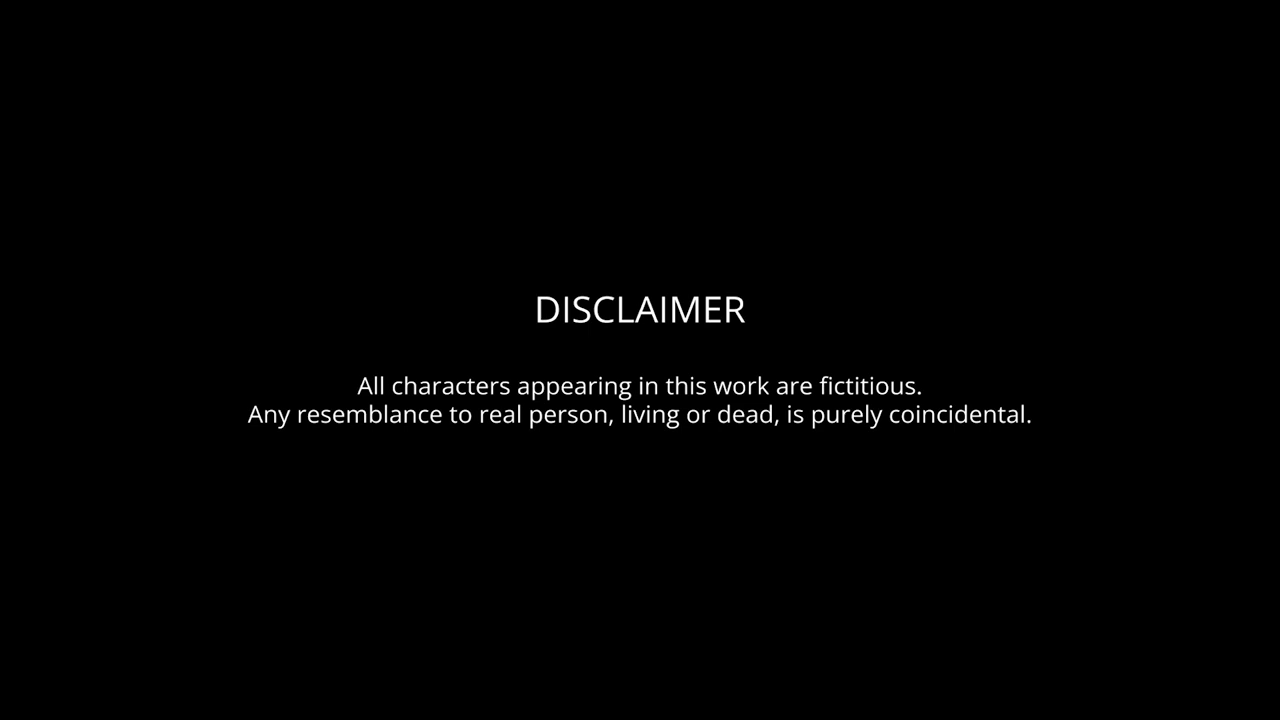 DISCLAIMER
All characters appearing in this work are fictitious.
Any resemblance to real person, living or dead, is purely coincidental.